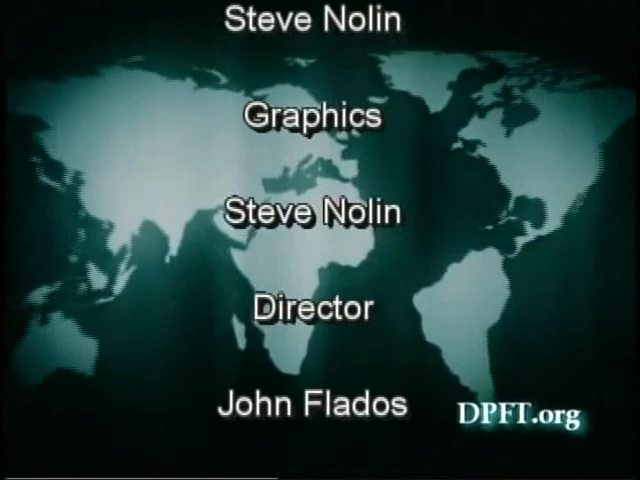 Steve Nolin
Graphics
Steve Nolin
Director
John Flados
DPFT.org